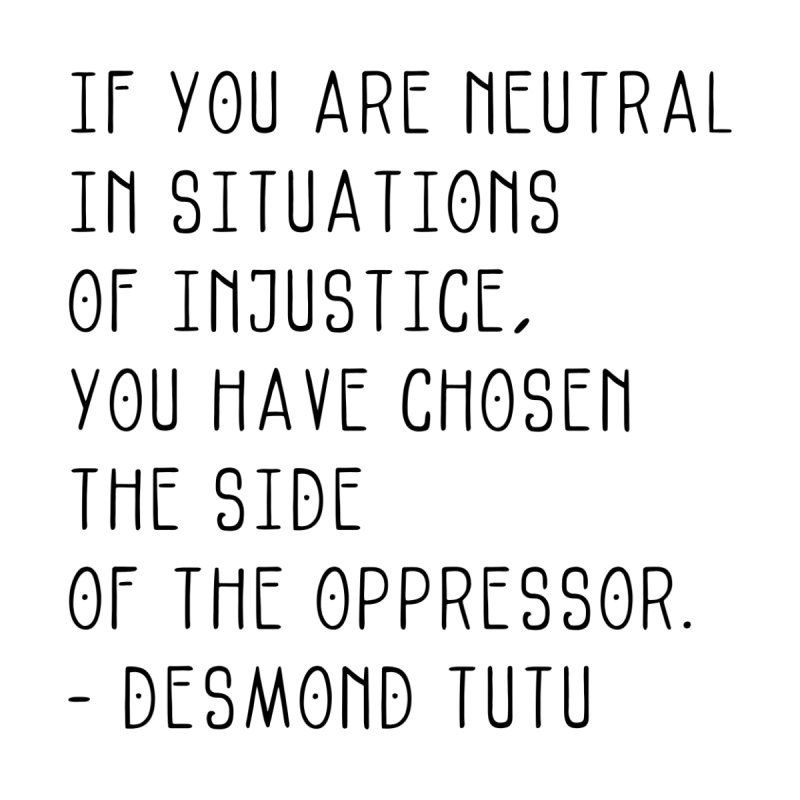 IF YOU ARE NEUTRAL
IN SITUATIONS
OF INJUSTICE,
YOU HAVE CHOSEN
THE SIDE
OF THE OPPRESSOR.
- DESMOND TUTU